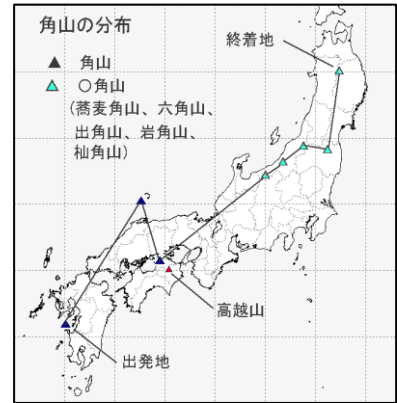 角山の分布
▲ 角山
△ 〇角山
(蕎麦角山、六角山、
出角山、岩角山、
杣角山)
終着地
高越山
出発地